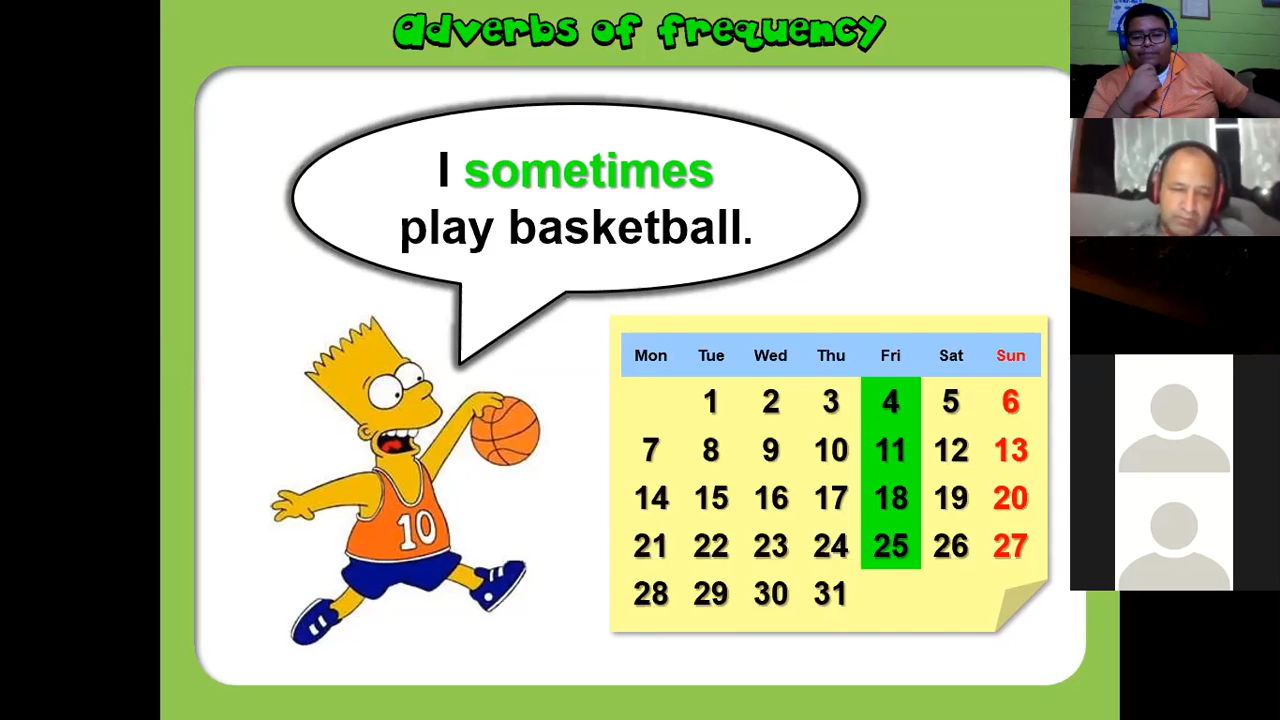 Adverbs of frequency
I sometimes
play basketball.
Mon Tue Wed Thu Fri Sat Sun
1 2 3 4 5 6
7 8 9 10 11 12 13
14 15 16 17 18 19 20
21 22 23 24 25 26 27
28 29 30 31
10